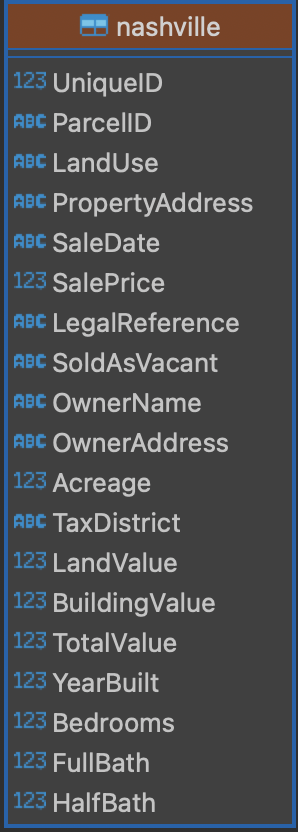 nashville
123 UniqueID
ABC ParcelID
ABC LandUse
ABC PropertyAddress
ABC SaleDate
123 SalePrice
ABC LegalReference
ABC SoldAsVacant
ABC OwnerName
ABC OwnerAddress
123 Acreage
ABC TaxDistrict
123 LandValue
123 BuildingValue
123 TotalValue
123 YearBuilt
123 Bedrooms
123 FullBath
123 HalfBath